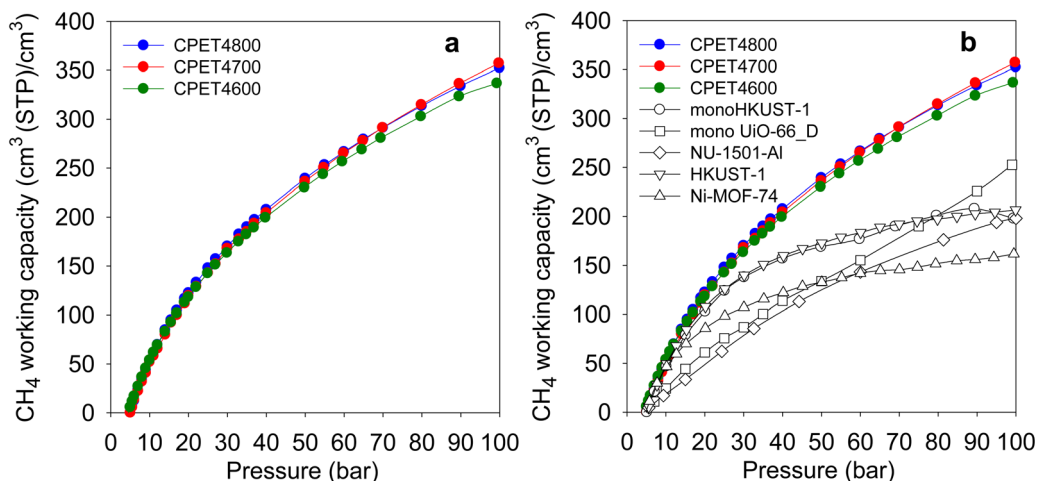 a
CPET4800
CPET4700
CPET4600
CH₄ working capacity (cm³ (STP)/cm³)
400
350
300
250
200
150
100
50
0
0 10 20 30 40 50 60 70 80 90 100
Pressure (bar)
b
CPET4800
CPET4700
CPET4600
monoHKUST-1
mono UiO-66_D
NU-1501-Al
HKUST-1
Ni-MOF-74
CH₄ working capacity (cm³ (STP)/cm³)
400
350
300
250
200
150
100
50
0
0 10 20 30 40 50 60 70 80 90 100
Pressure (bar)